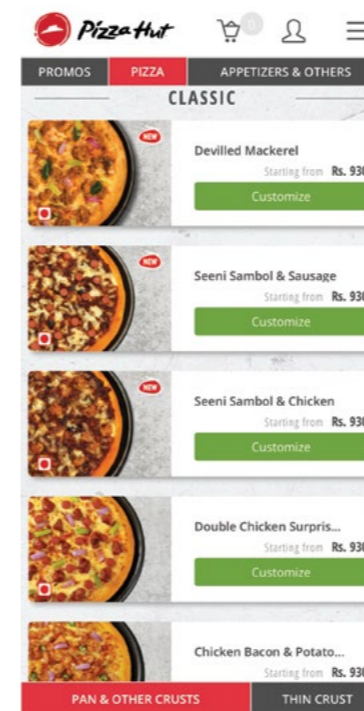 Pizza Hut
0
PROMOS PIZZA APPETIZERS & OTHERS
CLASSIC
NEW
Devilled Mackerel
Starting from Rs. 930
Customize
NEW
Seeni Sambol & Sausage
Starting from Rs. 930
Customize
NEW
Seeni Sambol & Chicken
Starting from Rs. 930
Customize
Double Chicken Surpris...
Starting from Rs. 930
Customize
Chicken Bacon & Potato...
Starting from Rs. 930
PAN & OTHER CRUSTS THIN CRUST